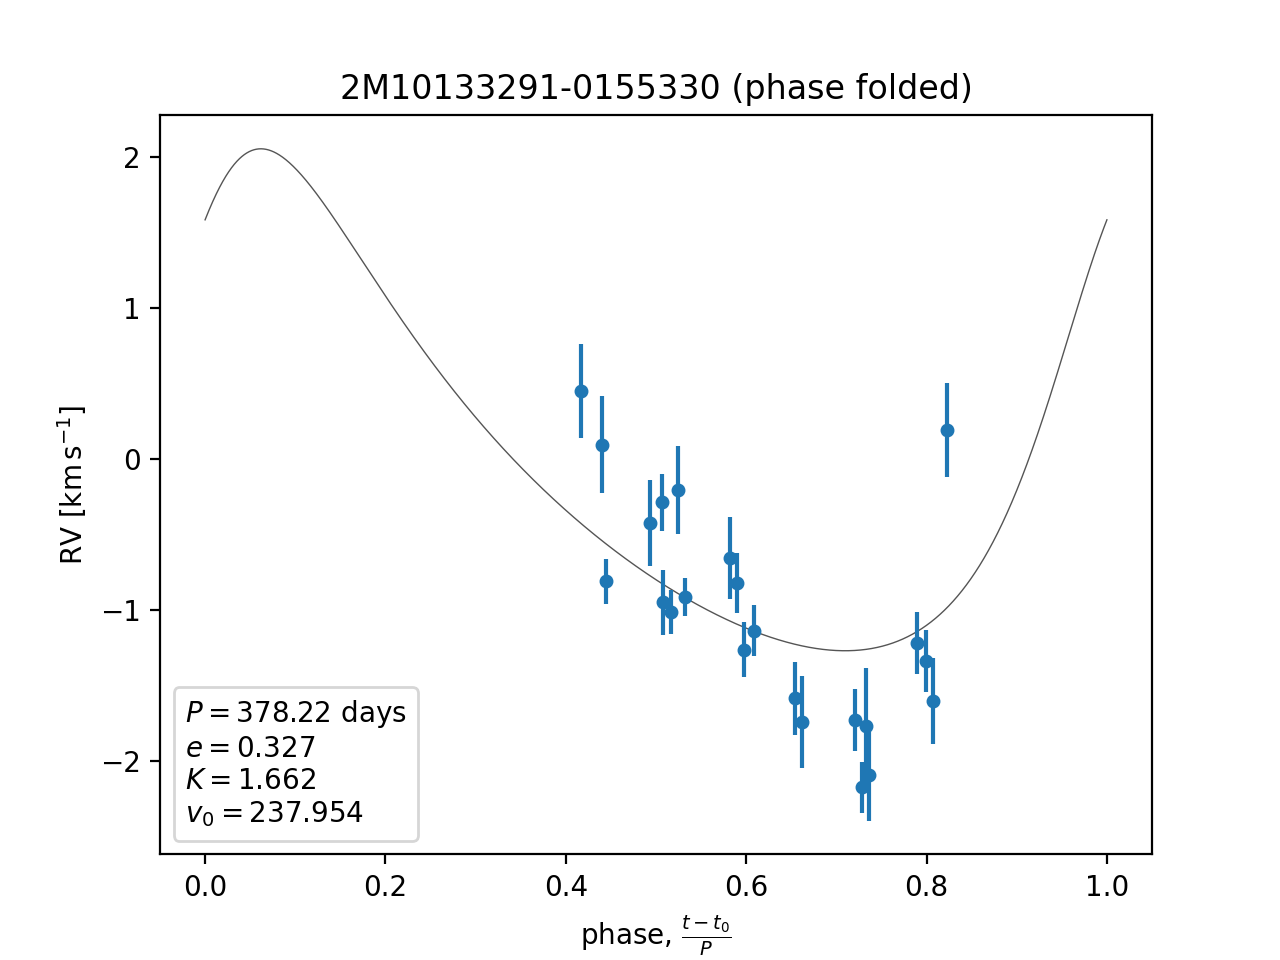 2M10133291-0155330 (phase folded)
RV [km s⁻¹]
2
1
0
−1
−2
P = 378.22 days
e = 0.327
K = 1.662
v₀ = 237.954
0.0 0.2 0.4 0.6 0.8 1.0
phase, (t − t₀)/P